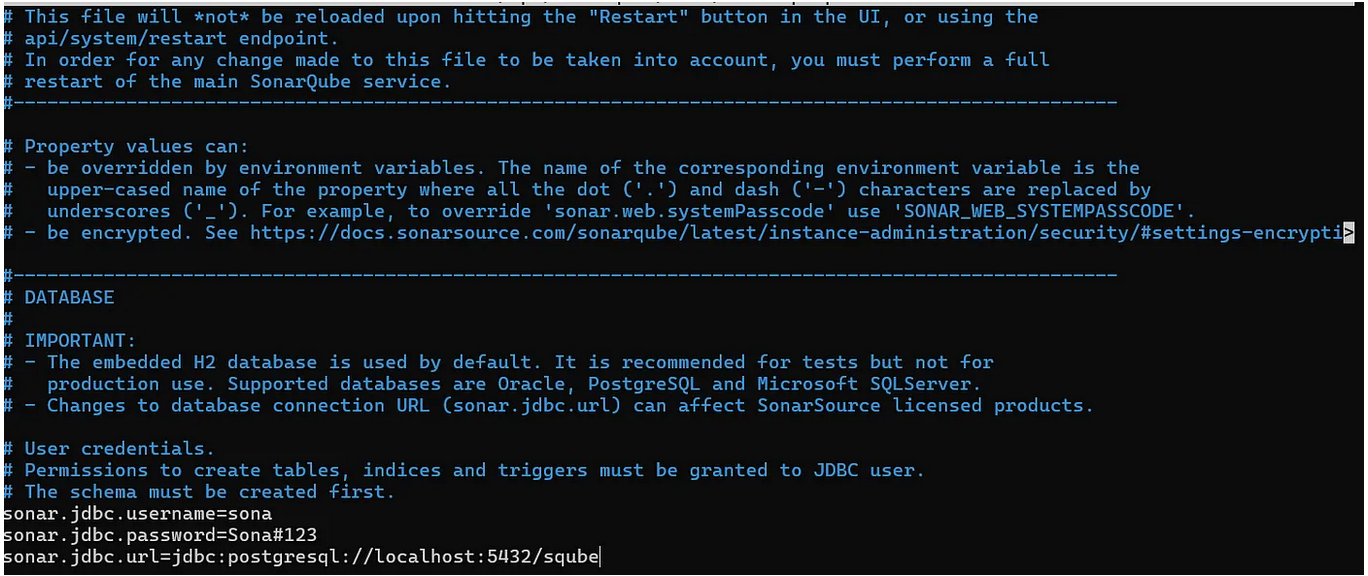 # This file will *not* be reloaded upon hitting the "Restart" button in the UI, or using the
# api/system/restart endpoint.
# In order for any change made to this file to be taken into account, you must perform a full
# restart of the main SonarQube service.
#--------------------------------------------------------------------------------------------------
# Property values can:
# - be overridden by environment variables. The name of the corresponding environment variable is the
#   upper-cased name of the property where all the dot ('.') and dash ('-') characters are replaced by
#   underscores ('_'). For example, to override 'sonar.web.systemPasscode' use 'SONAR_WEB_SYSTEMPASSCODE'.
# - be encrypted. See https://docs.sonarsource.com/sonarqube/latest/instance-administration/security/#settings-encrypti>
#--------------------------------------------------------------------------------------------------
# DATABASE
#
# IMPORTANT:
# - The embedded H2 database is used by default. It is recommended for tests but not for
#   production use. Supported databases are Oracle, PostgreSQL and Microsoft SQLServer.
# - Changes to database connection URL (sonar.jdbc.url) can affect SonarSource licensed products.
# User credentials.
# Permissions to create tables, indices and triggers must be granted to JDBC user.
# The schema must be created first.
sonar.jdbc.username=sona
sonar.jdbc.password=Sona#123
sonar.jdbc.url=jdbc:postgresql://localhost:5432/sqube